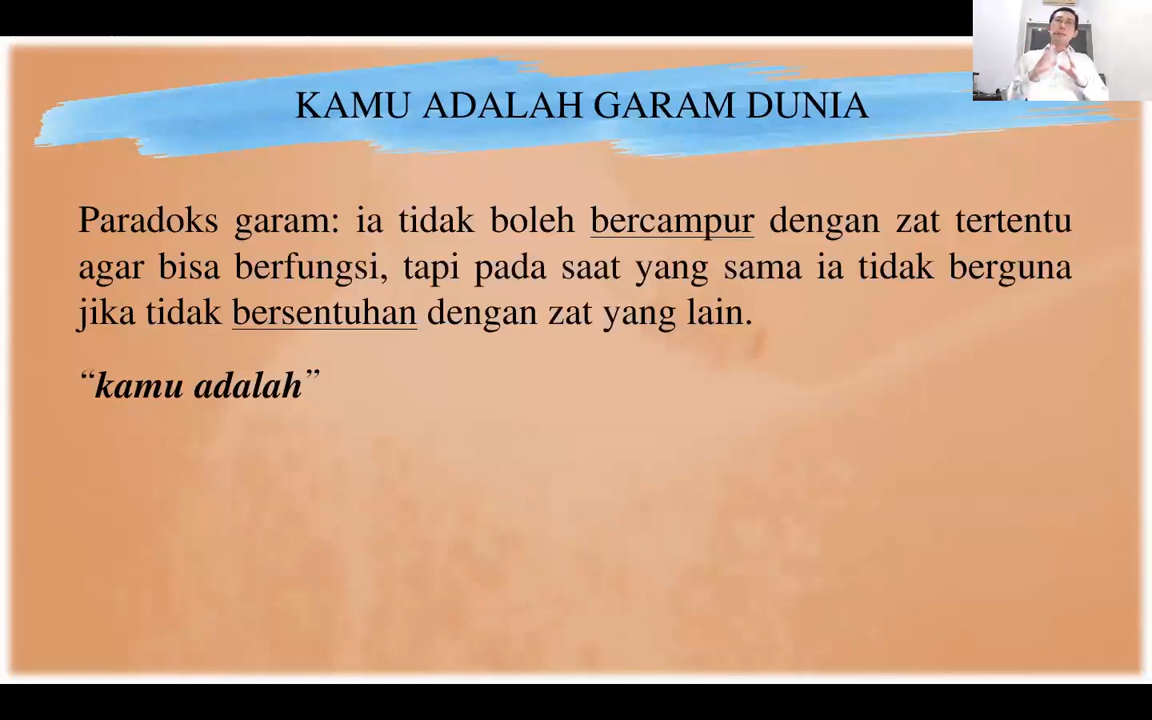 KAMU ADALAH GARAM DUNIA
Paradoks garam: ia tidak boleh bercampur dengan zat tertentu
agar bisa berfungsi, tapi pada saat yang sama ia tidak berguna
jika tidak bersentuhan dengan zat yang lain.
“kamu adalah”